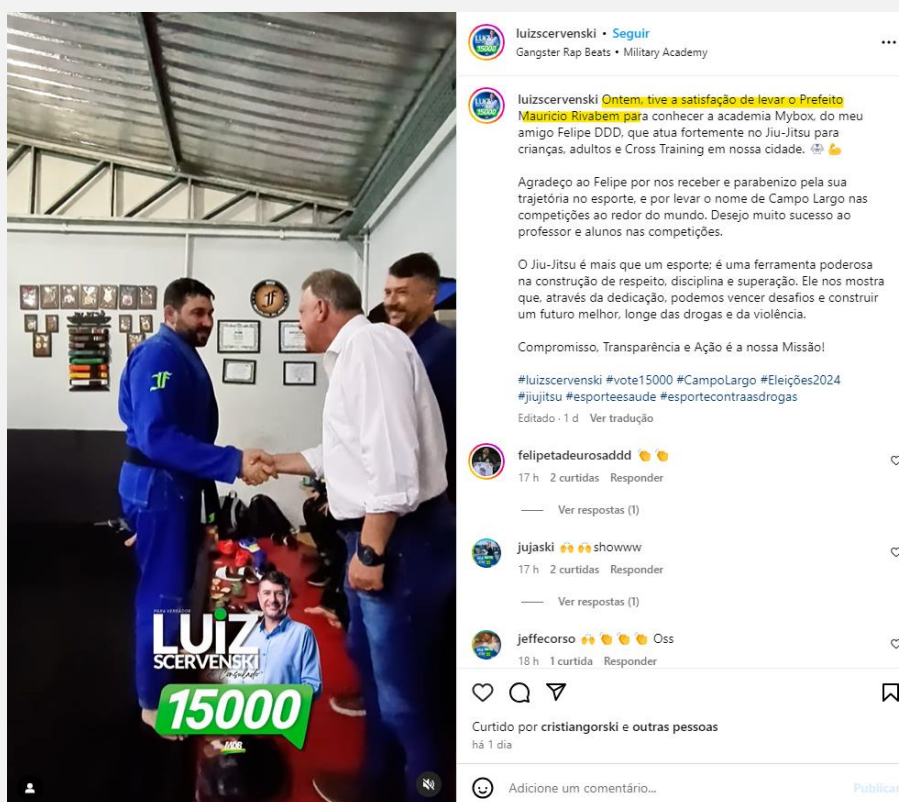 luizscervenski • Seguir
Gangster Rap Beats • Military Academy
luizscervenski Ontem, tive a satisfação de levar o Prefeito
Mauricio Rivabem para conhecer a academia Mybox, do meu
amigo Felipe DDD, que atua fortemente no Jiu-Jitsu para
crianças, adultos e Cross Training em nossa cidade. 🥋 💪
Agradeço ao Felipe por nos receber e parabenizo pela sua
trajetória no esporte, e por levar o nome de Campo Largo nas
competições ao redor do mundo. Desejo muito sucesso ao
professor e alunos nas competições.
O Jiu-Jitsu é mais que um esporte; é uma ferramenta poderosa
na construção de respeito, disciplina e superação. Ele nos mostra
que, através da dedicação, podemos vencer desafios e construir
um futuro melhor, longe das drogas e da violência.
Compromisso, Transparência e Ação é a nossa Missão!
#luizscervenski #vote15000 #CampoLargo #Eleições2024
#jiujitsu #esporteesaude #esportecontraasdrogas
Editado · 1 d Ver tradução
felipetadeurosaddd 👏 👏
17 h 2 curtidas Responder
Ver respostas (1)
jujaski 🙌 🙌 showww
17 h 2 curtidas Responder
Ver respostas (1)
jeffecorso 🙌 👏 👏 👏 Oss
18 h 1 curtida Responder
Curtido por cristiangorski e outras pessoas
há 1 dia
Adicione um comentário...
Publicar
JF
PARA VEREADOR
LUIZ
SCERVENSKI
Consulado
15000
MDB